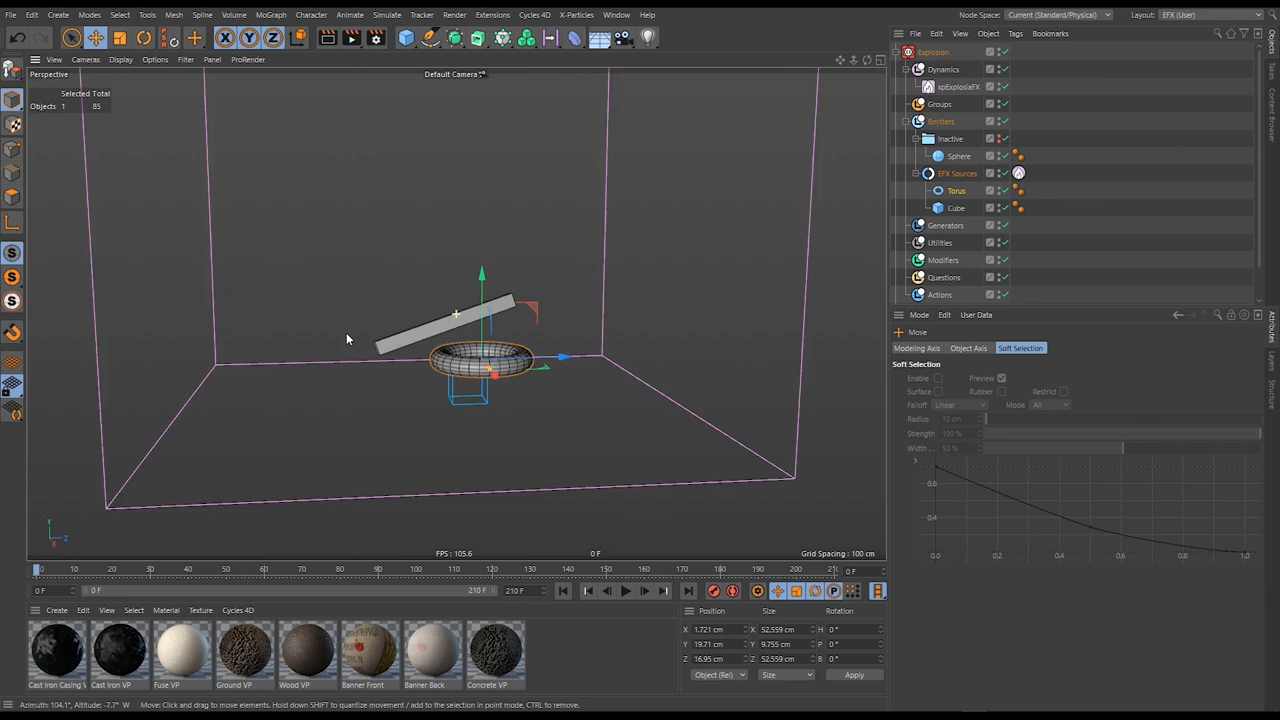 File Edit Create Modes Select Tools Mesh Spline Volume MoGraph Character Animate Simulate Tracker Render Extensions Cycles 4D X-Particles Window Help
Node Space: Current (Standard/Physical) Layout: EFX (User)
View Cameras Display Options Filter Panel ProRender
File Edit View Object Tags Bookmarks
Perspective
Default Camera
Selected Total
Objects 1 85
Explosion
Dynamics
xpExplosiaFX
Groups
Emitters
Inactive
Sphere
EFX Sources
Torus
Cube
Generators
Utilities
Modifiers
Questions
Actions
Objects
Takes
Content Browser
Mode Edit User Data
Move
Modeling Axis Object Axis Soft Selection
Soft Selection
Enable Preview
Surface Rubber Restrict
Falloff Linear Mode All
Radius 10 cm
Strength 100 %
Width . . 50 %
0.8
0.4
0.0 0.2 0.4 0.6 0.8 1.0
Attributes
Layers
Structure
Y
Z
X
FPS : 105.6 0 F Grid Spacing : 100 cm
0 10 20 30 40 50 60 70 80 90 100 110 120 130 140 150 160 170 180 190 200 0 F
0 F 0 F 210 F 210 F
Create Edit View Select Material Texture Cycles 4D
Cast Iron Casing V Cast Iron VP Fuse VP Ground VP Wood VP Banner Front Banner Back Concrete VP
Position Size Rotation
X 1.721 cm X 52.559 cm H 0 °
Y 19.71 cm Y 9.755 cm P 0 °
Z 16.95 cm Z 52.559 cm B 0 °
Object (Rel) Size Apply
Azimuth: 104.1°, Altitude: -7.7° W Move: Click and drag to move elements. Hold down SHIFT to quantize movement / add to the selection in point mode, CTRL to remove.